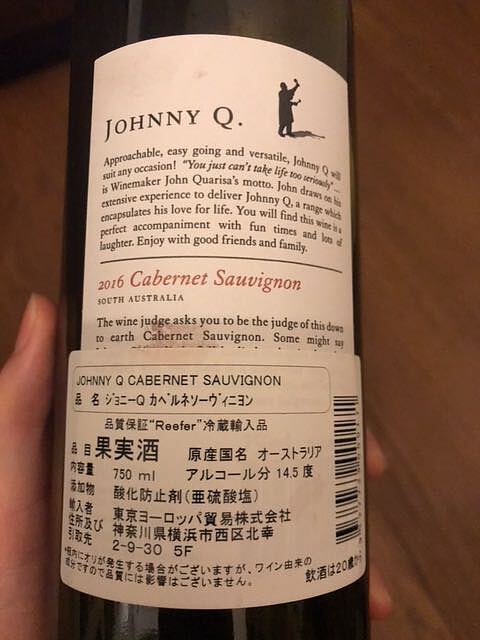 JOHNNY Q.
Approachable, easy going and versatile, Johnny Q will
suit any occasion! "You just can't take life too seriously"...
is Winemaker John Quarisa's motto. John draws on his
extensive experience to deliver Johnny Q, a range which
encapsulates his love for life. You will find this wine is a
perfect accompaniment with fun times and lots of
laughter. Enjoy with good friends and family.
2016 Cabernet Sauvignon
SOUTH AUSTRALIA
The wine judge asks you to be the judge of this down
to earth Cabernet Sauvignon. Some might say
JOHNNY Q CABERNET SAUVIGNON
品 名 ジョニーQ カベルネソーヴィニヨン
品質保証“Reefer”冷蔵輸入品
品目 果実酒 原産国名 オーストラリア
内容量 750 ml アルコール分 14.5 度
添加物 酸化防止剤(亜硫酸塩)
輸入者 東京ヨーロッパ貿易株式会社
住所及び 神奈川県横浜市西区北幸
引取先 2-9-30 5F
*瓶内にオリが発生する場合がございますが、ワイン由来の
成分ですので品質には影響はございません。
飲酒は20歳から